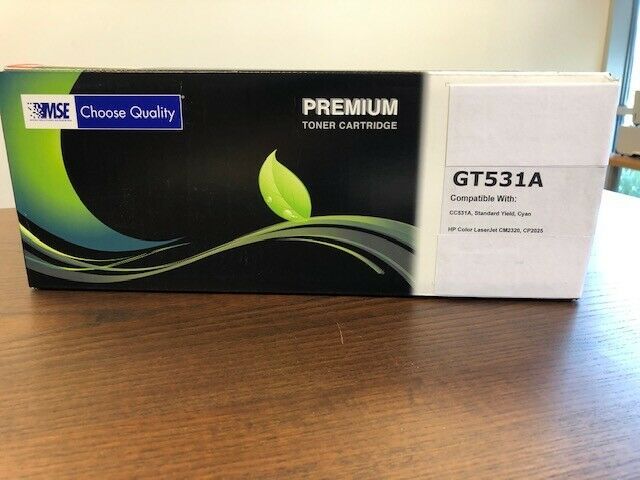 MSE
Choose Quality
PREMIUM
TONER CARTRIDGE
GT531A
Compatible With:
CC531A, Standard Yield, Cyan
HP Color LaserJet CM2320, CP2025